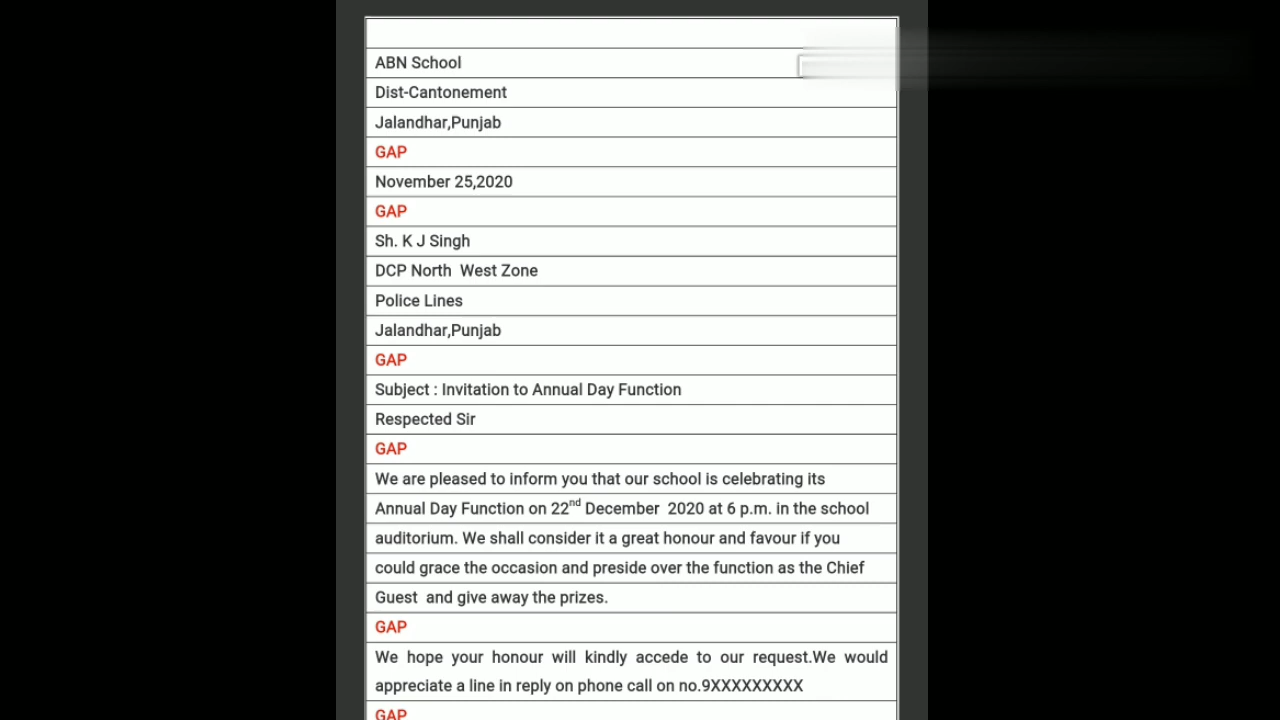 ABN School
Dist-Cantonement
Jalandhar,Punjab
GAP
November 25,2020
GAP
Sh. K J Singh
DCP North  West Zone
Police Lines
Jalandhar,Punjab
GAP
Subject : Invitation to Annual Day Function
Respected Sir
GAP
We are pleased to inform you that our school is celebrating its
Annual Day Function on 22nd December  2020 at 6 p.m. in the school
auditorium. We shall consider it a great honour and favour if you
could grace the occasion and preside over the function as the Chief
Guest  and give away the prizes.
GAP
We hope your honour will kindly accede to our request.We would
appreciate a line in reply on phone call on no.9XXXXXXXXX
GAP